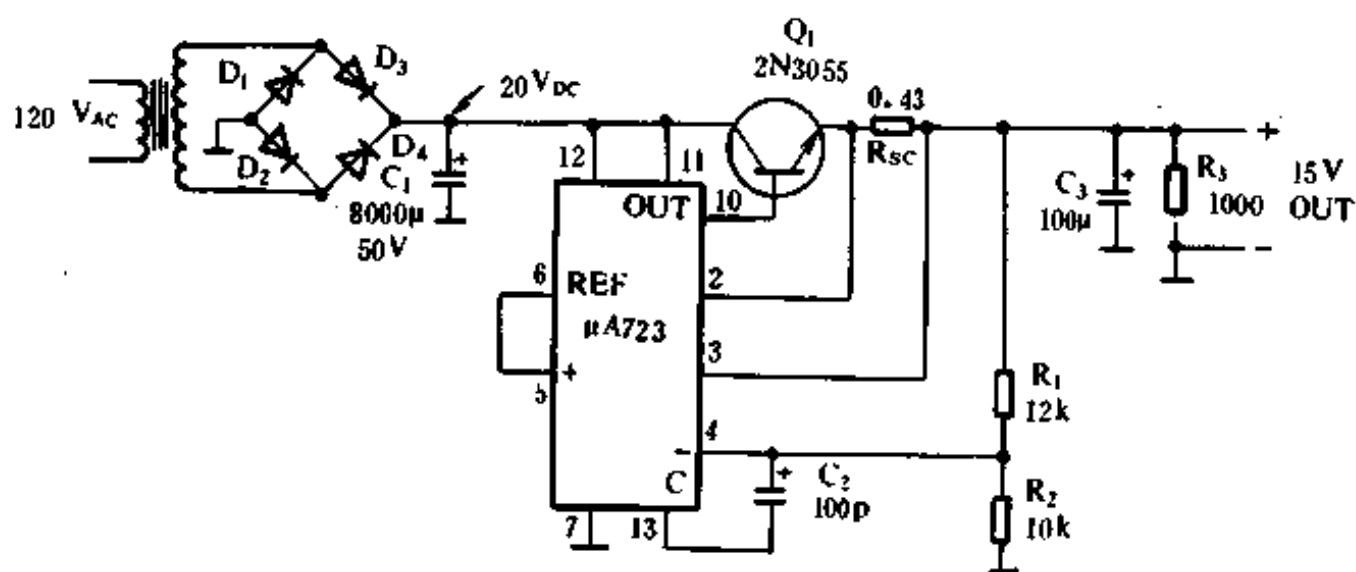 Q₁
2N3055
D₁
D₃
20 V_DC
0.43
120 V_AC
R_SC
+
D₂
D₄
C₁
+
8000μ
50V
12
11
OUT
10
C₃
+
100μ
R₃
1000
15V
OUT
−
6
REF
2
μA723
3
5
+
R₁
12k
4
−
C
C₂
+
100p
R₂
10k
7
13